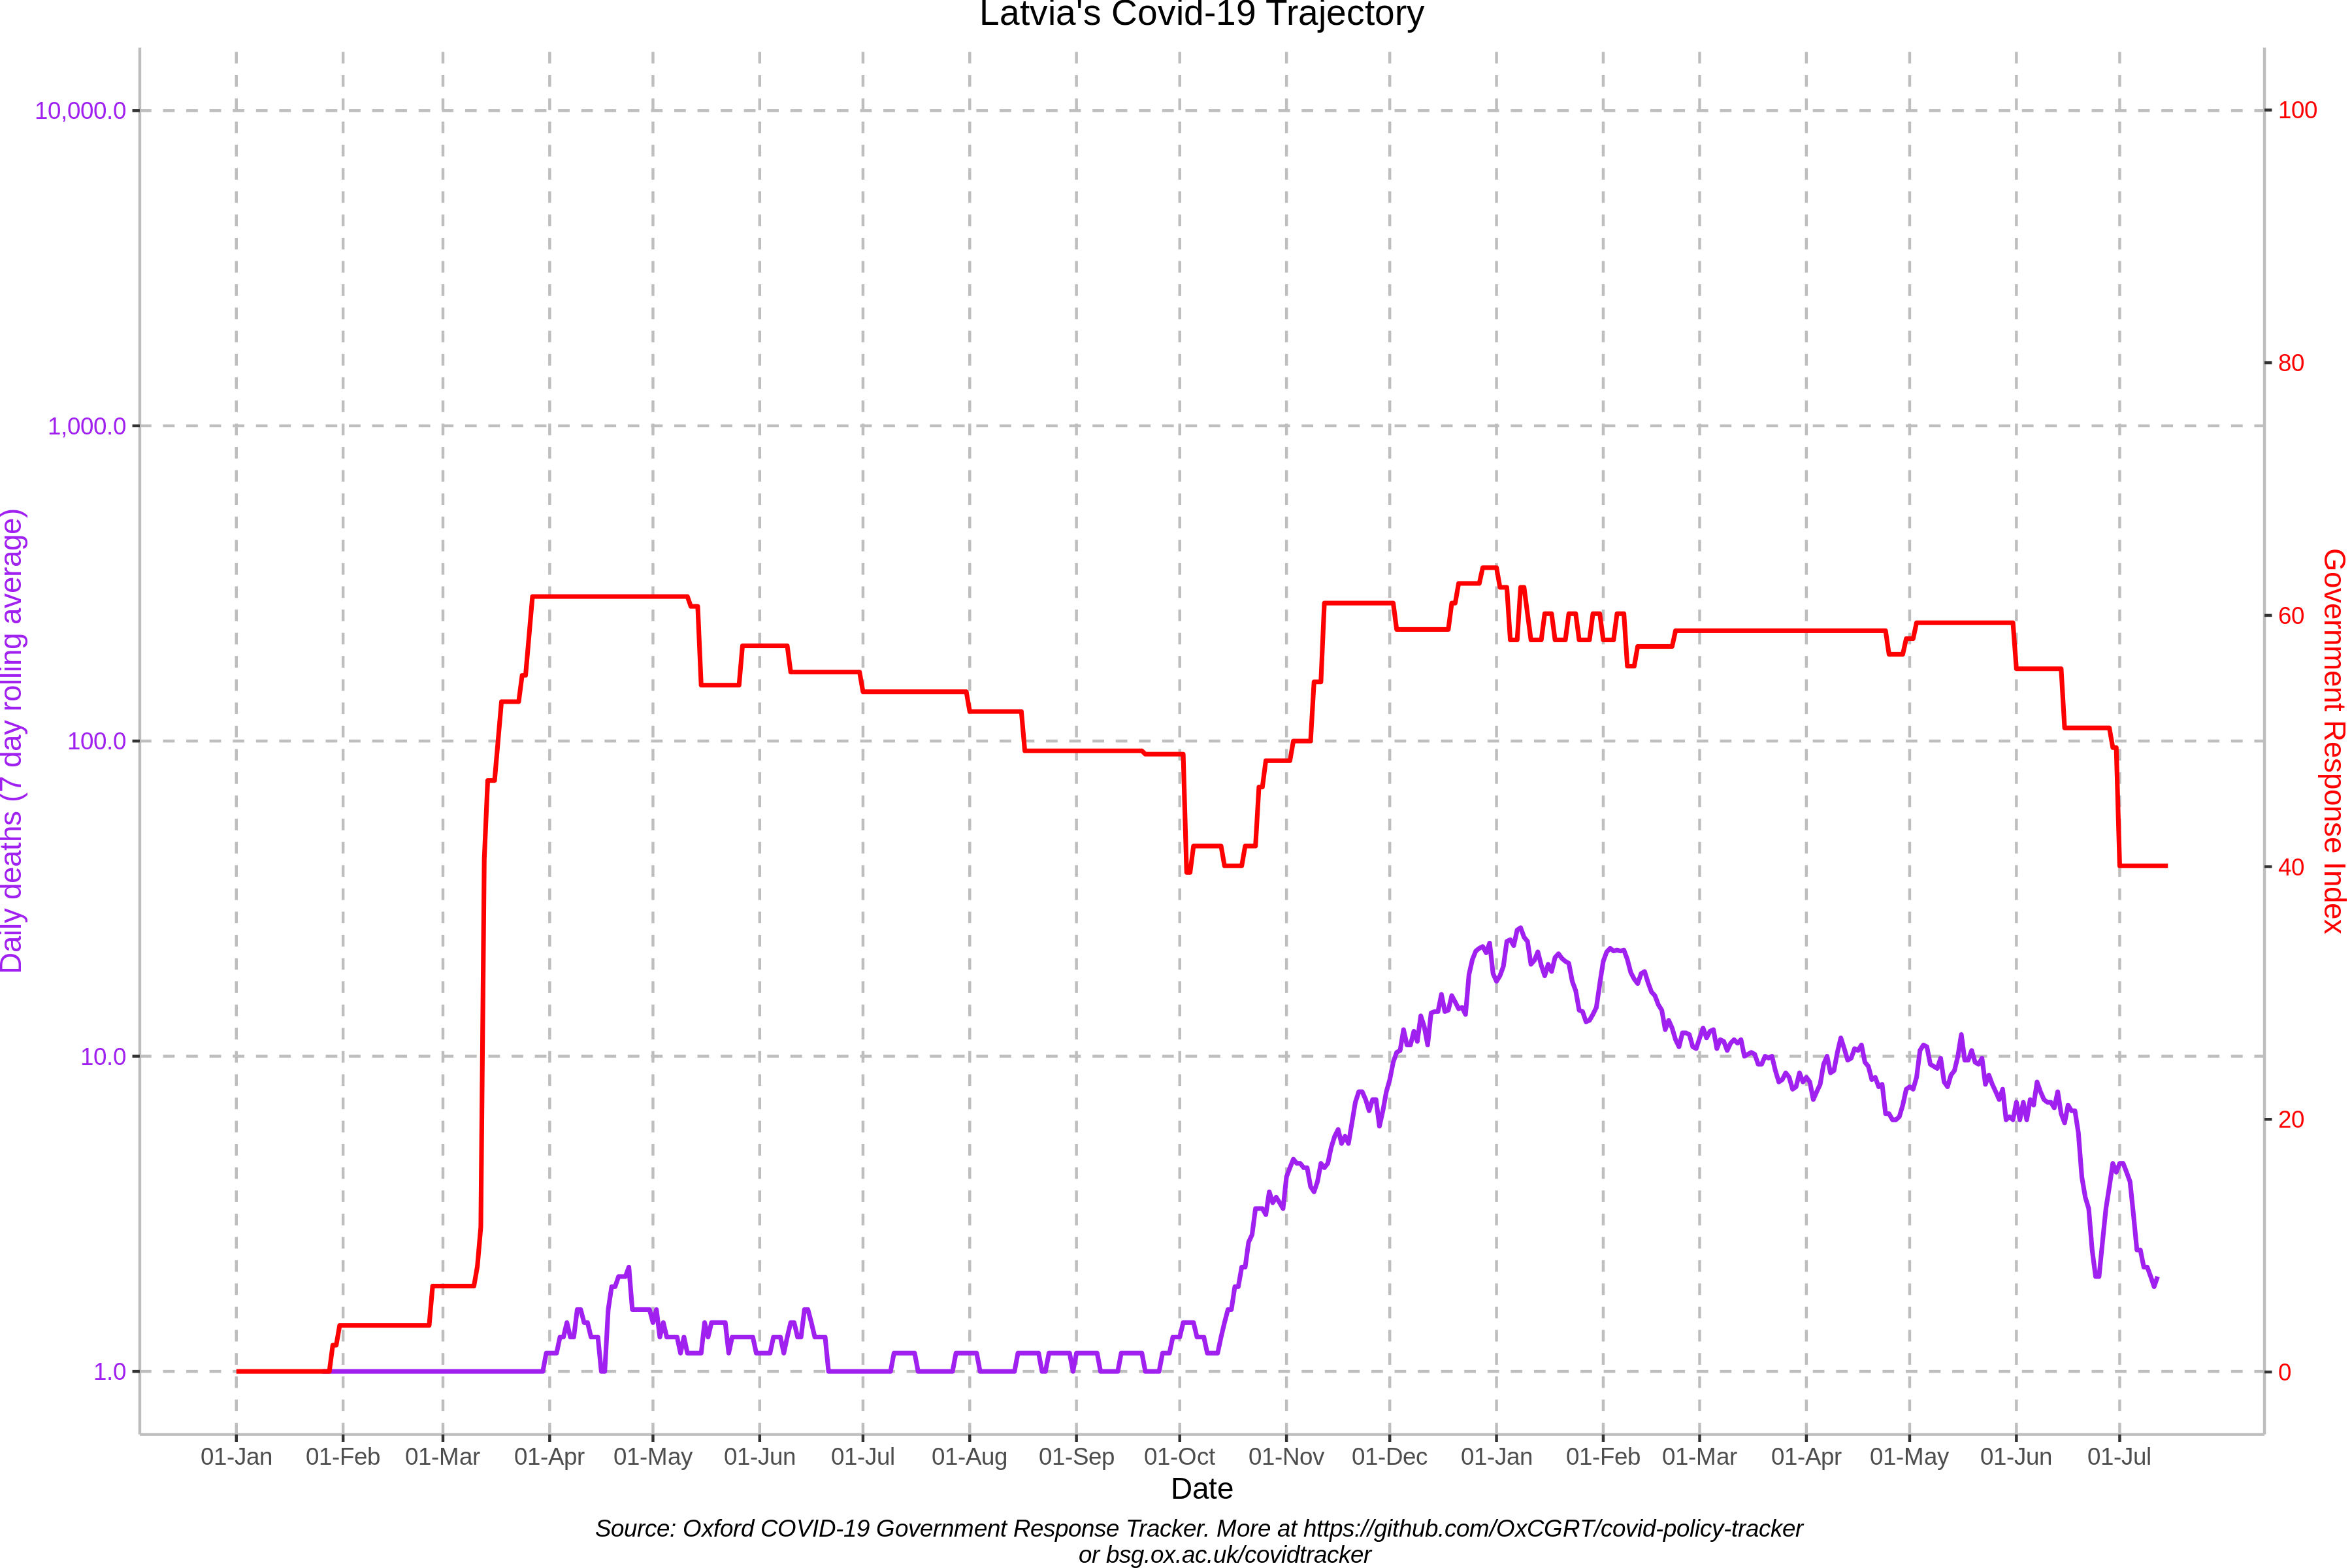 Latvia's Covid-19 Trajectory
10,000.0
1,000.0
100.0
10.0
1.0
Daily deaths (7 day rolling average)
100
80
60
40
20
0
Government Response Index
01-Jan 01-Feb 01-Mar 01-Apr 01-May 01-Jun 01-Jul 01-Aug 01-Sep 01-Oct 01-Nov 01-Dec 01-Jan 01-Feb 01-Mar 01-Apr 01-May 01-Jun 01-Jul
Date
Source: Oxford COVID-19 Government Response Tracker. More at https://github.com/OxCGRT/covid-policy-tracker
or bsg.ox.ac.uk/covidtracker